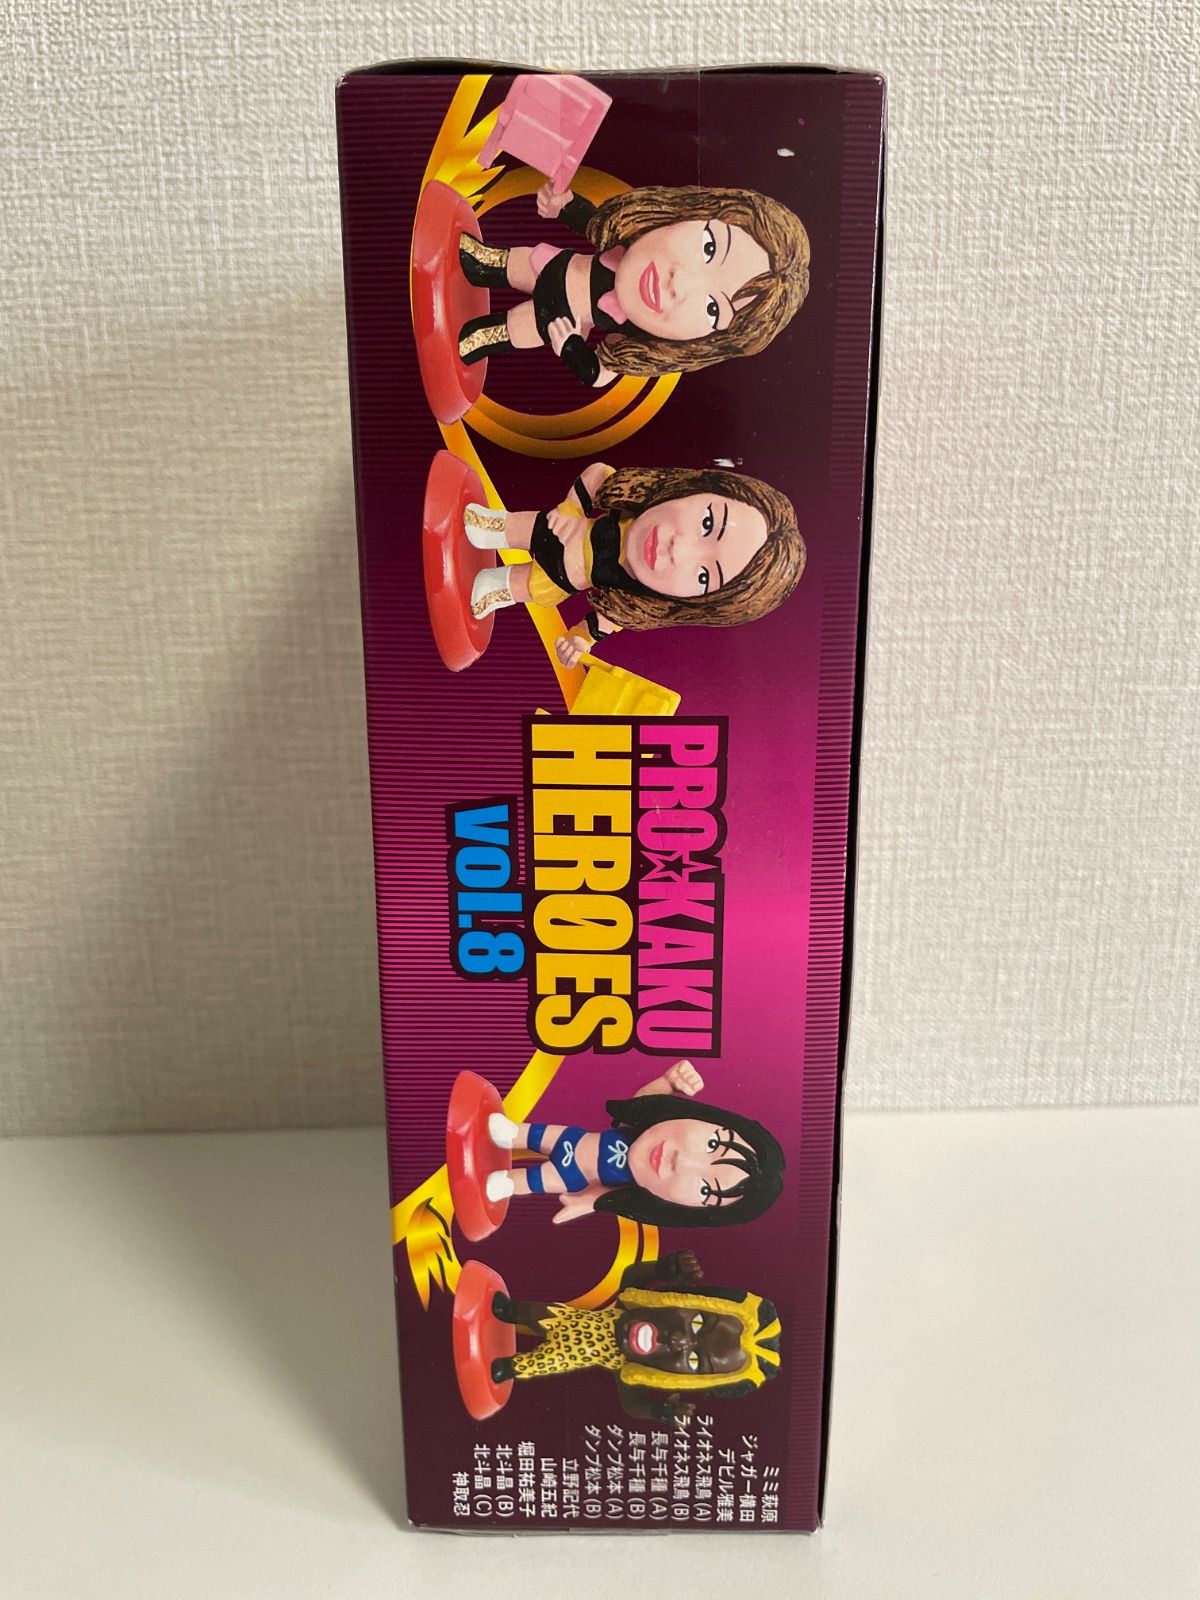 PRO☆KAKU
HERØES
VOl.8
ミミ萩原
ジャガー横田
デビル雅美
ライオネス飛鳥 (A)
ライオネス飛鳥 (B)
長与千種 (A)
長与千種 (B)
ダンプ松本 (A)
ダンプ松本 (B)
立野記代
山崎五紀
堀田祐美子
北斗晶 (B)
北斗晶 (C)
神取忍